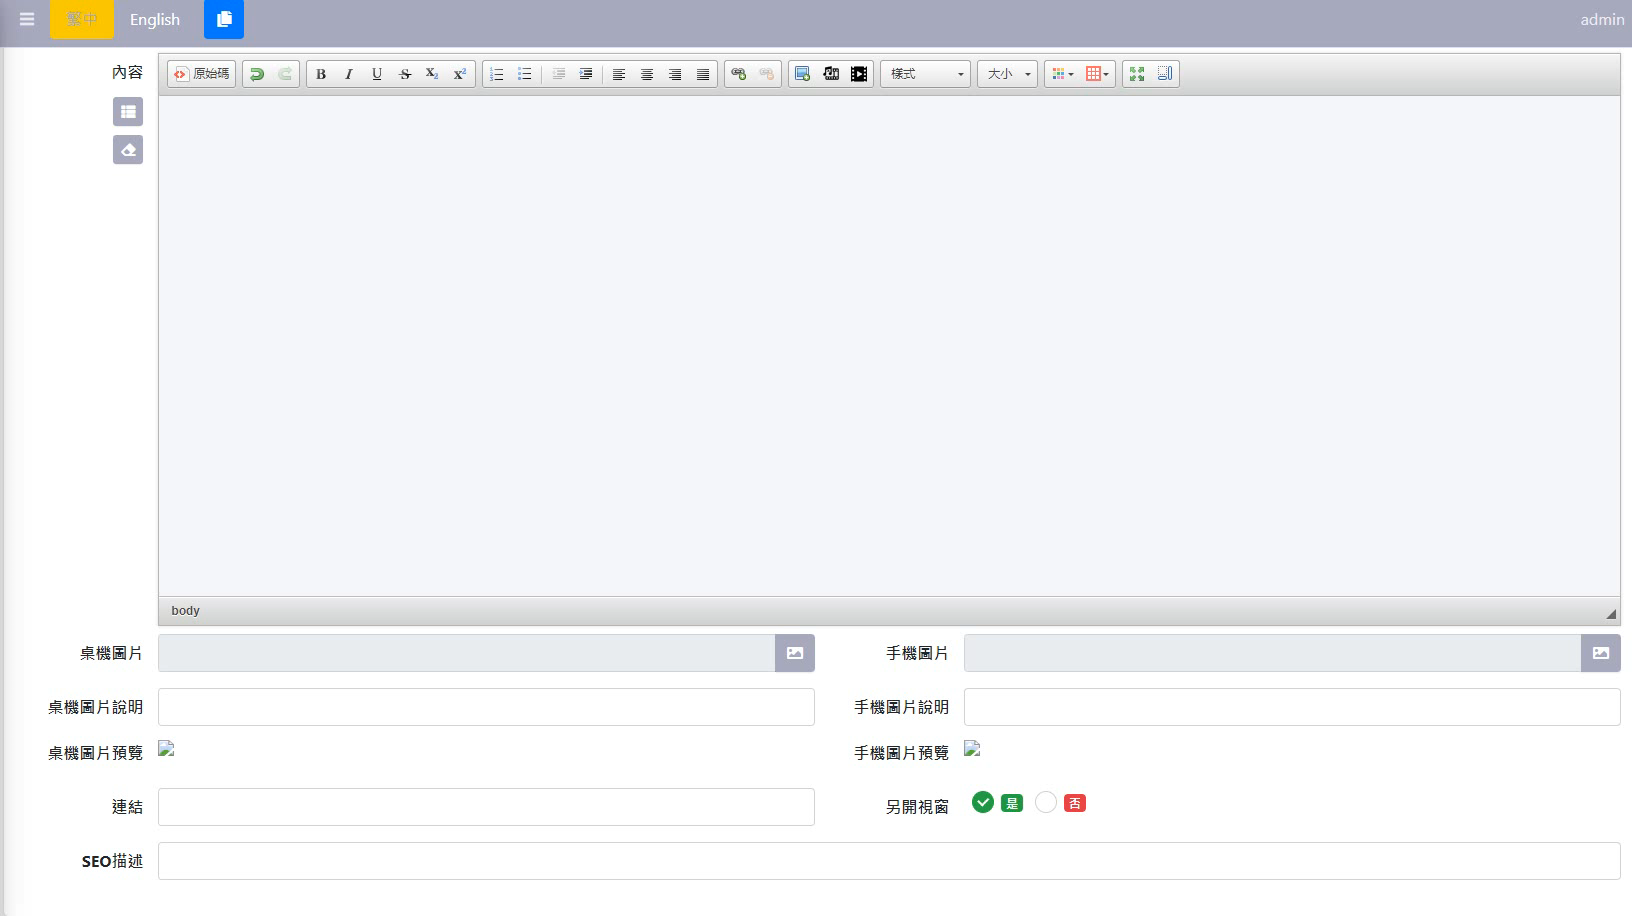 繁中 English admin
內容
原始碼 B I U S X₂ X² 樣式 大小
body
桌機圖片 手機圖片
桌機圖片說明 手機圖片說明
桌機圖片預覽 手機圖片預覽
連結 另開視窗 是 否
SEO描述